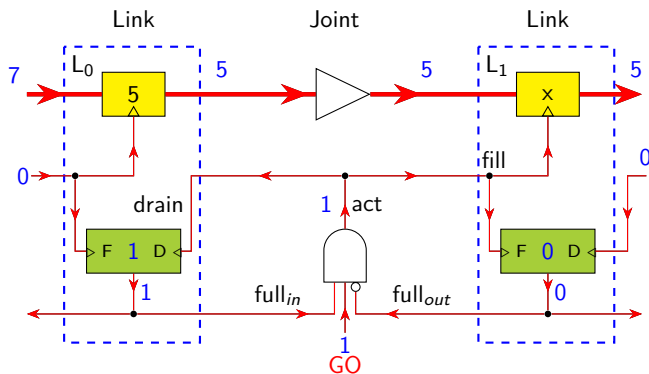 Link Joint Link
L0 L1
7 5 5 5
5 x
0 fill 0
drain 1 act
F 1 D F 0 D
1 fullin fullout 0
1
GO